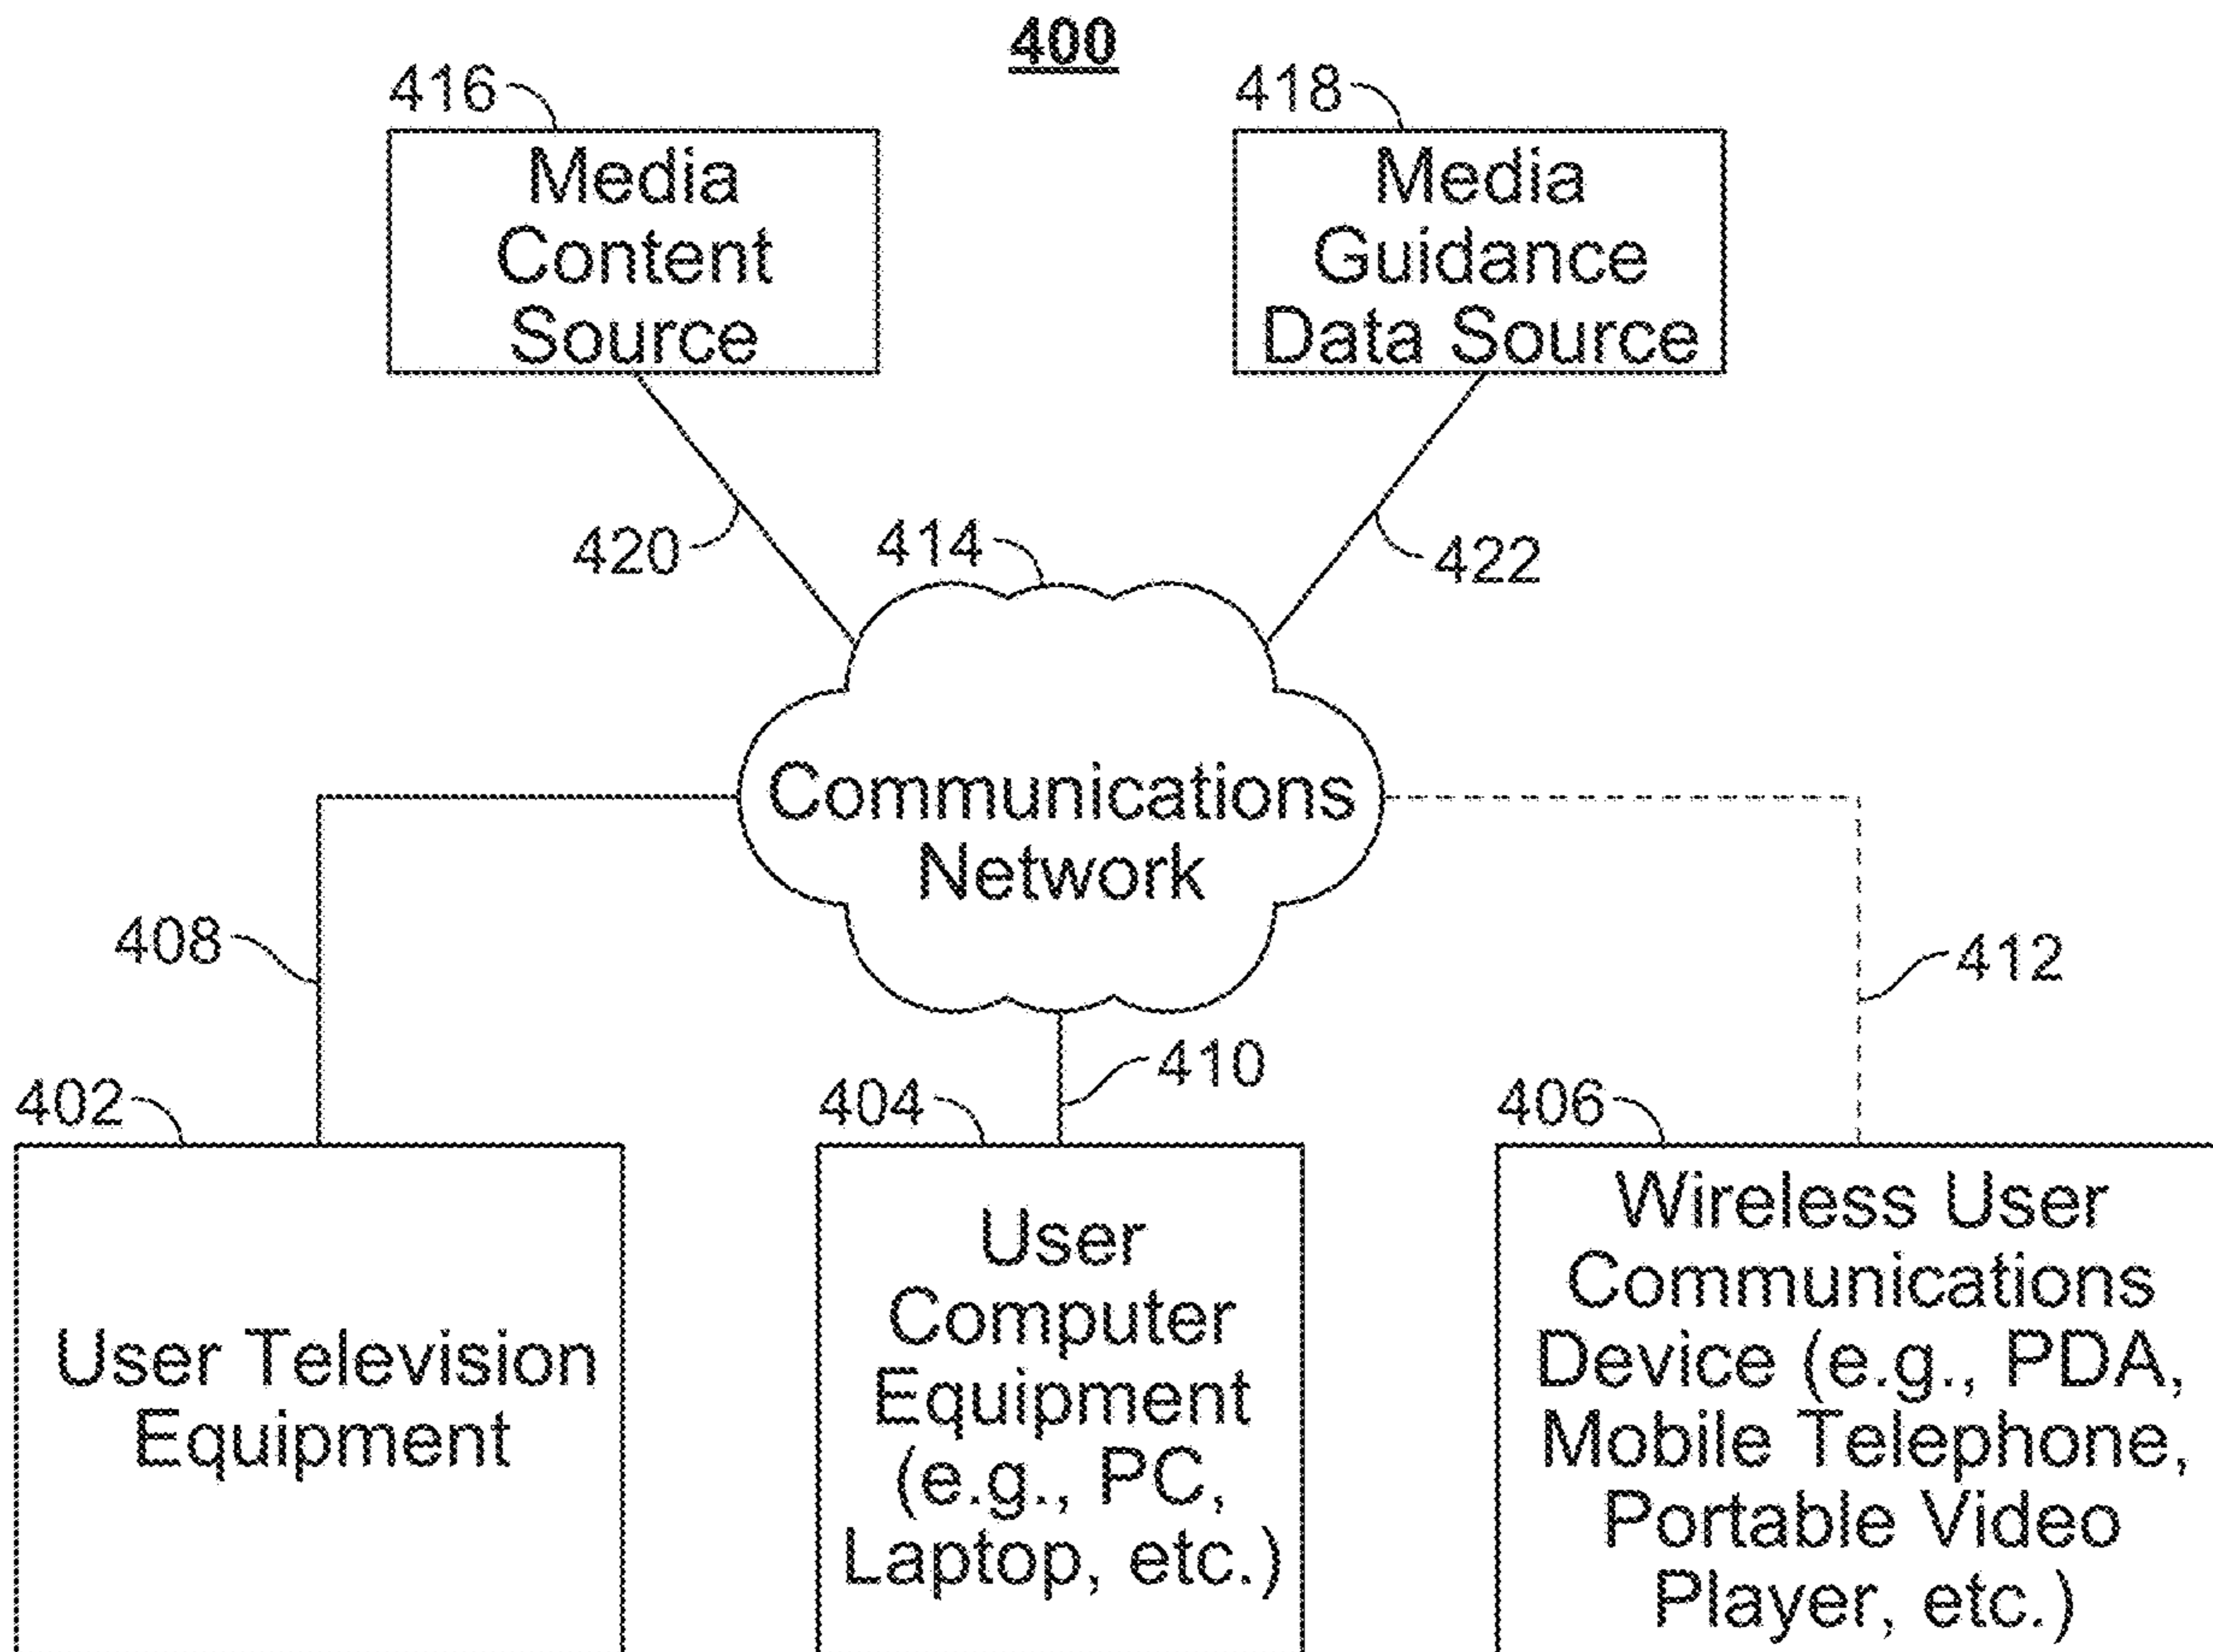 400
416
418
Media
Content
Source
Media
Guidance
Data Source
420
414
422
Communications
Network
408
412
410
402
404
406
User Television
Equipment
User
Computer
Equipment
(e.g., PC,
Laptop, etc.)
Wireless User
Communications
Device (e.g., PDA,
Mobile Telephone,
Portable Video
Player, etc.)